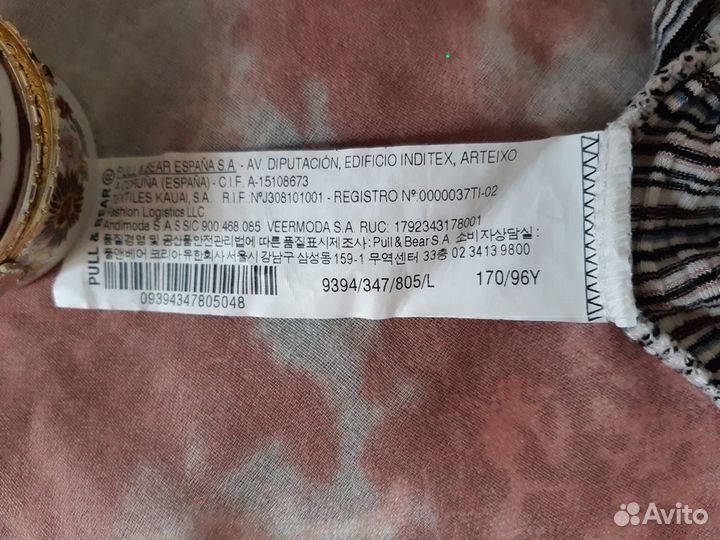 PULL & BEAR®
PULL & BEAR ESPAÑA S.A. - AV. DIPUTACIÓN, EDIFICIO INDITEX, ARTEIXO
A CORUÑA (ESPAÑA) - C.I.F. A-15108673
TEXTILES KAUAI, S.A. R.I.F.:NºJ308101001 - REGISTRO Nº:0000037TI-02
Fashion Logistics LLC.
Andimoda S.A.S SIC 900.468.085 VEERMODA S.A. RUC: 1792343178001
품질경영 및 공산품안전관리법에 따른 품질표시제조사: Pull & Bear S.A. 소비자상담실:
풀앤베어 코리아유한회사 서울시 강남구 삼성동 159-1 무역센터 33층 02 3413 9800
09394347805048
9394/347/805/L
170/96Y
Avito